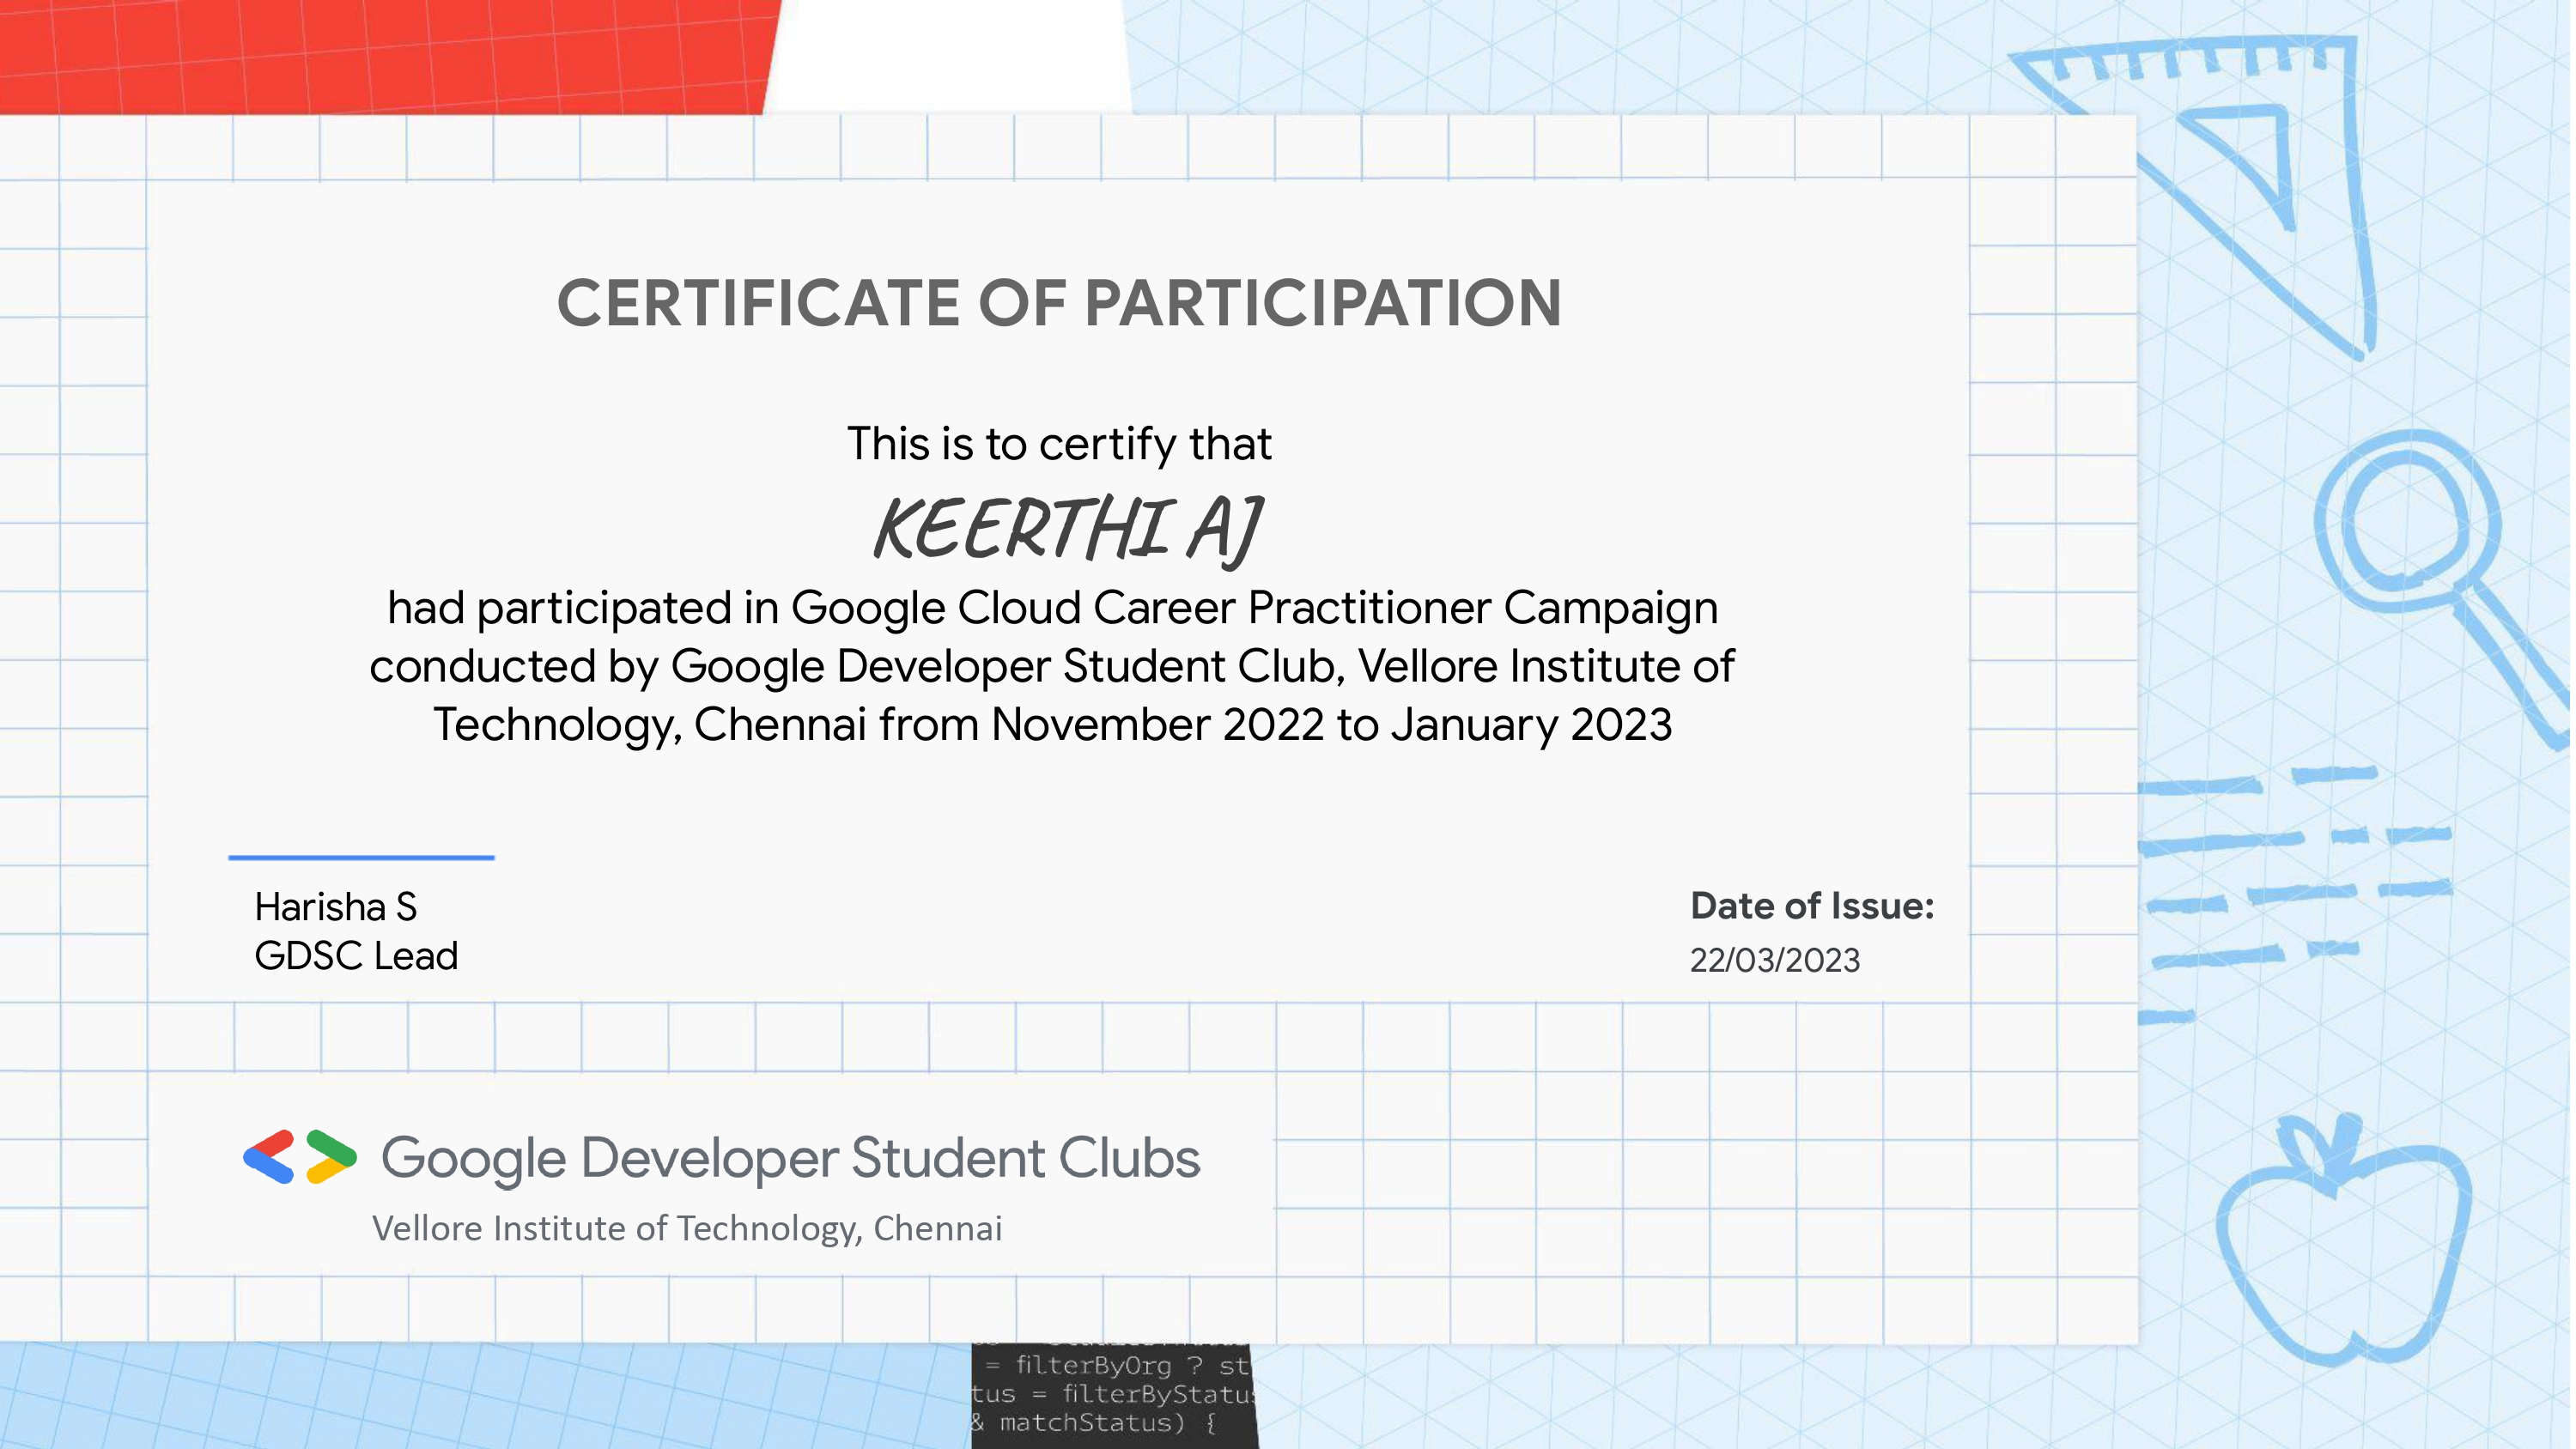 CERTIFICATE OF PARTICIPATION
This is to certify that
KEERTHI AJ
had participated in Google Cloud Career Practitioner Campaign
conducted by Google Developer Student Club, Vellore Institute of
Technology, Chennai from November 2022 to January 2023
Harisha S
GDSC Lead
Date of Issue:
22/03/2023
Google Developer Student Clubs
Vellore Institute of Technology, Chennai
= filterByOrg ? st
tus = filterByStatus
& matchStatus) {